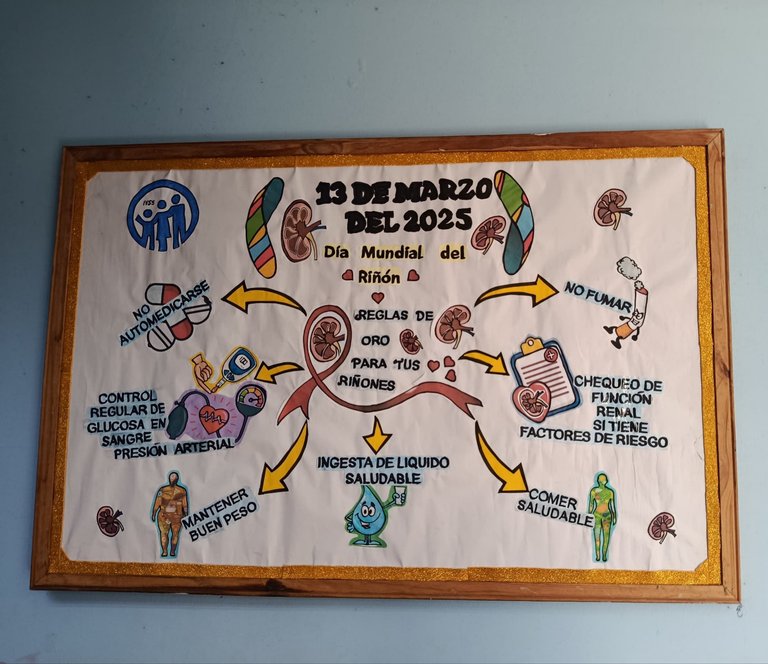 IHSS
13 DE MARZO
DEL 2025
Día Mundial del
Riñón
REGLAS DE
ORO
PARA TUS
RIÑONES
NO
AUTOMEDICARSE
NO FUMAR
CONTROL
REGULAR DE
GLUCOSA EN
SANGRE
PRESIÓN ARTERIAL
CHEQUEO DE
FUNCIÓN
RENAL
SI TIENE
FACTORES DE RIESGO
INGESTA DE LIQUIDO
SALUDABLE
MANTENER
BUEN PESO
COMER
SALUDABLE